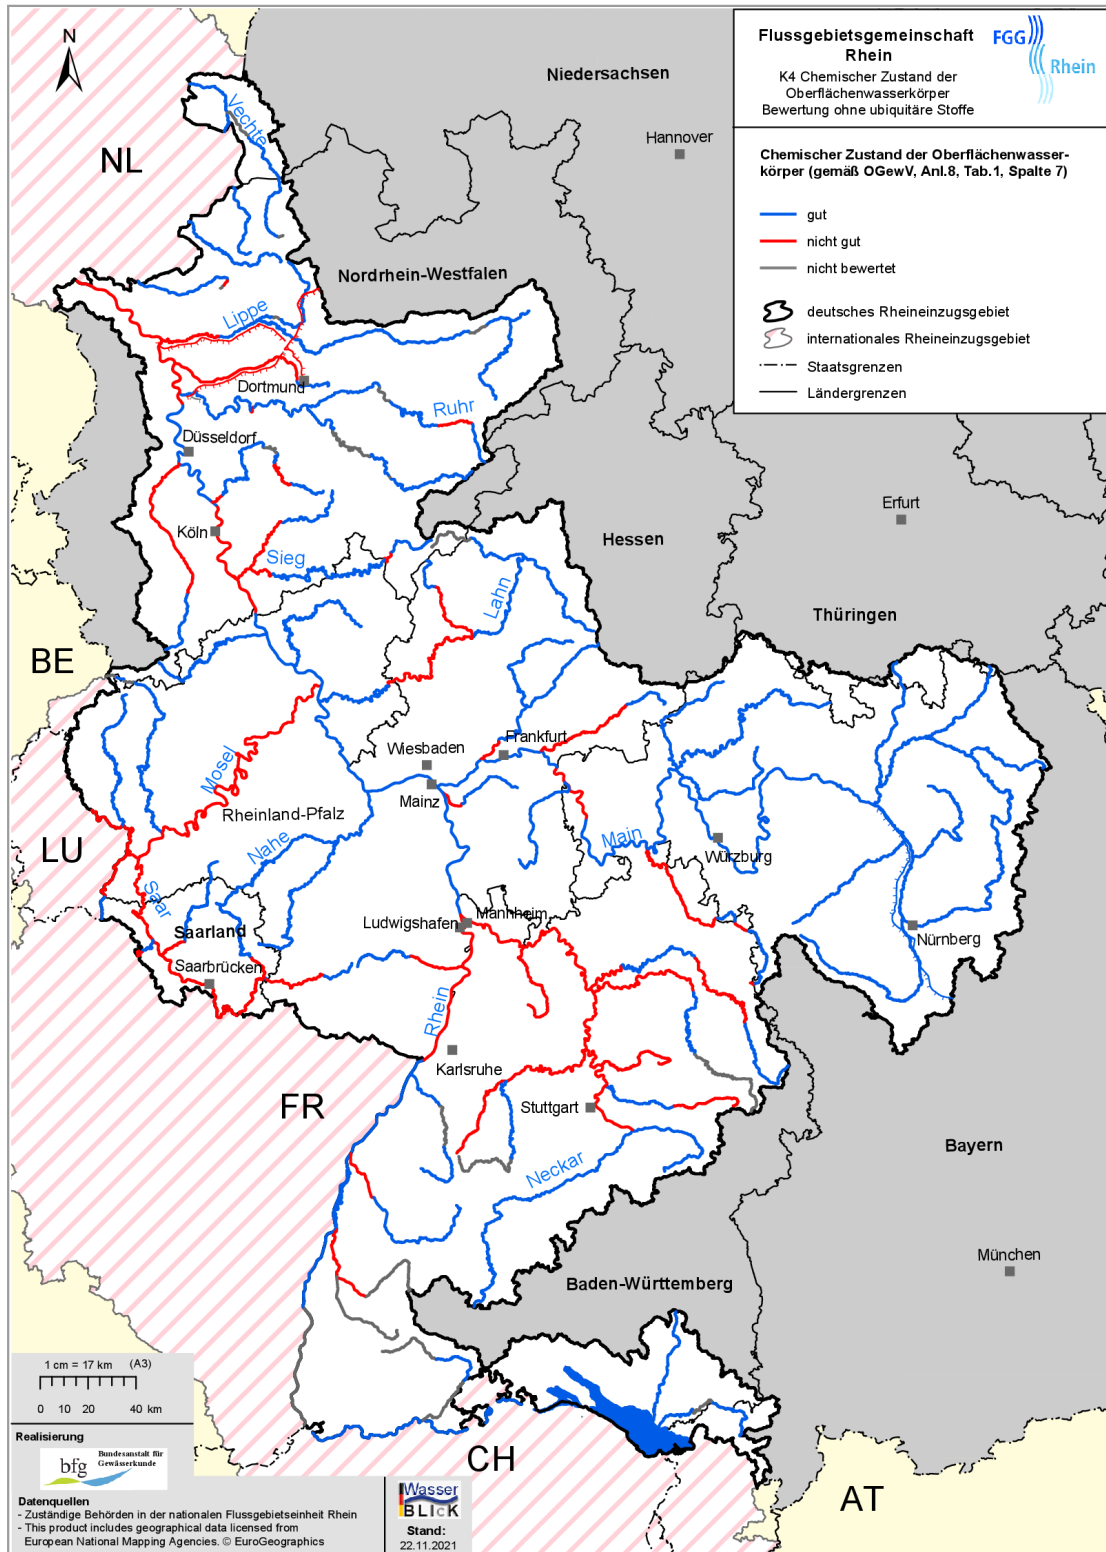 Flussgebietsgemeinschaft
Rhein
K4 Chemischer Zustand der
Oberflächenwasserkörper
Bewertung ohne ubiquitäre Stoffe
FGG
Rhein
Chemischer Zustand der Oberflächenwasser-
körper (gemäß OGewV, Anl.8, Tab.1, Spalte 7)
gut
nicht gut
nicht bewertet
deutsches Rheineinzugsgebiet
internationales Rheineinzugsgebiet
Staatsgrenzen
Ländergrenzen
N
Niedersachsen
Hannover
Vechte
NL
Nordrhein-Westfalen
Lippe
Dortmund
Ruhr
Düsseldorf
Köln
Sieg
Hessen
Erfurt
Lahn
Thüringen
BE
Wiesbaden
Frankfurt
Mosel
Mainz
Rheinland-Pfalz
Main
Würzburg
Nahe
LU
Saar
Saarland
Mannheim
Ludwigshafen
Nürnberg
Saarbrücken
Rhein
Karlsruhe
FR
Stuttgart
Bayern
Neckar
München
Baden-Württemberg
CH
AT
1 cm = 17 km (A3)
0 10 20 40 km
Realisierung
bfg
Bundesanstalt für
Gewässerkunde
Datenquellen
- Zuständige Behörden in der nationalen Flussgebietseinheit Rhein
- This product includes geographical data licensed from
European National Mapping Agencies. © EuroGeographics
Wasser
BLIcK
Stand:
22.11.2021